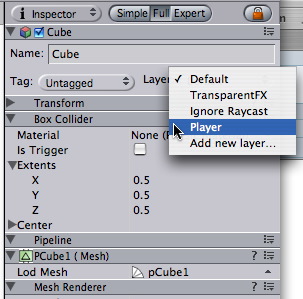 Inspector Simple Full Expert
Cube
Name: Cube
Tag: Untagged Layer
Default
TransparentFX
Ignore Raycast
Player
Add new layer...
Transform
Box Collider
Material None (
Is Trigger
Extents
X 0.5
Y 0.5
Z 0.5
Center
Pipeline
PCube1 (Mesh)
Lod Mesh pCube1
Mesh Renderer